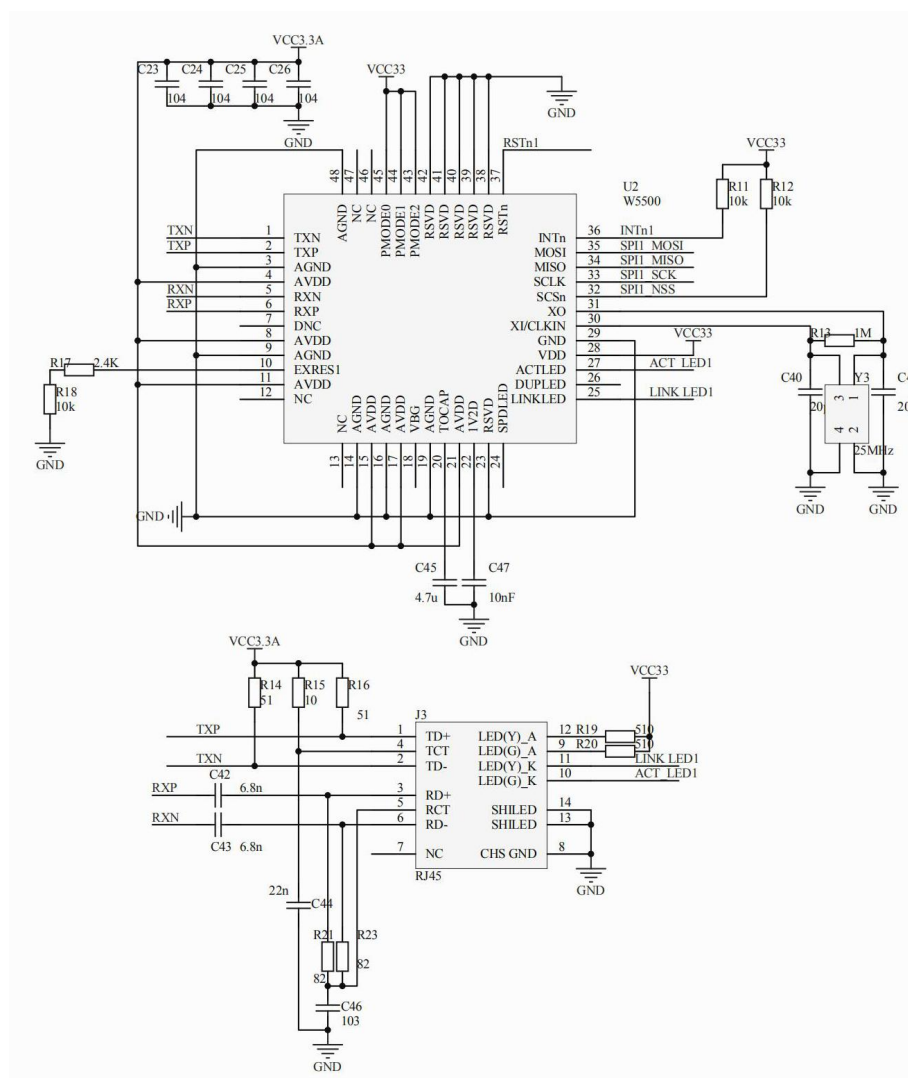 VCC3.3A
C23 C24 C25 C26
104 104 104 104
GND
VCC33
GND
RSTn1
48 47 46 45 44 43 42 41 40 39 38 37
AGND NC NC PMODE0 PMODE1 PMODE2 RSVD RSVD RSVD RSVD RSVD RSTn
U2
W5500
VCC33
R11 R12
10k 10k
TXN 1 TXN
TXP 2 TXP
3 AGND
4 AVDD
RXN 5 RXN
RXP 6 RXP
7 DNC
8 AVDD
9 AGND
10 EXRES1
11 AVDD
12 NC
INTn 36 INTn1
MOSI 35 SPI1_MOSI
MISO 34 SPI1_MISO
SCLK 33 SPI1_SCK
SCSn 32 SPI1_NSS
XO 31
XI/CLKIN 30
GND 29
VDD 28 VCC33
ACTLED 27 ACT_LED1
DUPLED 26
LINKLED 25 LINK LED1
R17 2.4K
R18
10k
GND
R13 1M
C40
Y3
3 1
4 2
25MHz
GND GND
NC AGND AVDD AGND AVDD VBG AGND TOCAP AVDD 1V2D RSVD SPDLED
13 14 15 16 17 18 19 20 21 22 23 24
GND
C45 C47
4.7u 10nF
GND
VCC3.3A
R14 R15 R16
51 10 51
VCC33
J3
TXP 1 TD+
4 TCT
TXN 2 TD-
RXP C42 6.8n 3 RD+
5 RCT
RXN C43 6.8n 6 RD-
7 NC
LED(Y)_A 12 R19 510
LED(G)_A 9 R20 510
LED(Y)_K 11 LINK LED1
LED(G)_K 10 ACT_LED1
SHILED 14
SHILED 13
CHS GND 8
RJ45
GND
22n
C44
R21 R23
82 82
C46
103
GND